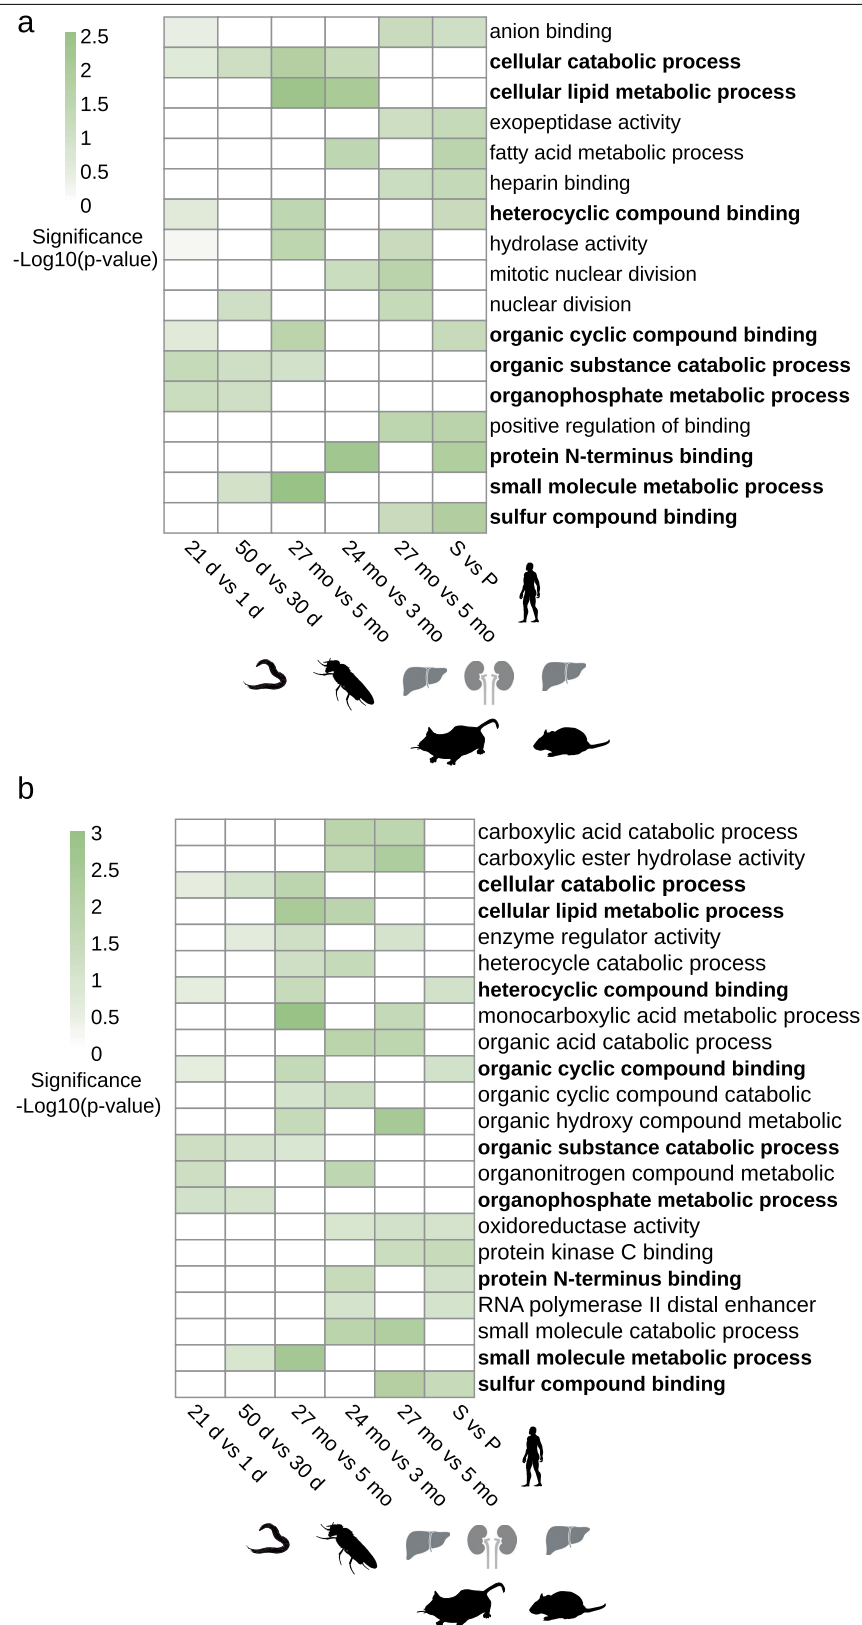 a
2.5
2
1.5
1
0.5
0
Significance
-Log10(p-value)
anion binding
cellular catabolic process
cellular lipid metabolic process
exopeptidase activity
fatty acid metabolic process
heparin binding
heterocyclic compound binding
hydrolase activity
mitotic nuclear division
nuclear division
organic cyclic compound binding
organic substance catabolic process
organophosphate metabolic process
positive regulation of binding
protein N-terminus binding
small molecule metabolic process
sulfur compound binding
21 d vs 1 d
50 d vs 30 d
27 mo vs 5 mo
24 mo vs 3 mo
27 mo vs 5 mo
S vs P
b
3
2.5
2
1.5
1
0.5
0
Significance
-Log10(p-value)
carboxylic acid catabolic process
carboxylic ester hydrolase activity
cellular catabolic process
cellular lipid metabolic process
enzyme regulator activity
heterocycle catabolic process
heterocyclic compound binding
monocarboxylic acid metabolic process
organic acid catabolic process
organic cyclic compound binding
organic cyclic compound catabolic
organic hydroxy compound metabolic
organic substance catabolic process
organonitrogen compound metabolic
organophosphate metabolic process
oxidoreductase activity
protein kinase C binding
protein N-terminus binding
RNA polymerase II distal enhancer
small molecule catabolic process
small molecule metabolic process
sulfur compound binding
21 d vs 1 d
50 d vs 30 d
27 mo vs 5 mo
24 mo vs 3 mo
27 mo vs 5 mo
S vs P